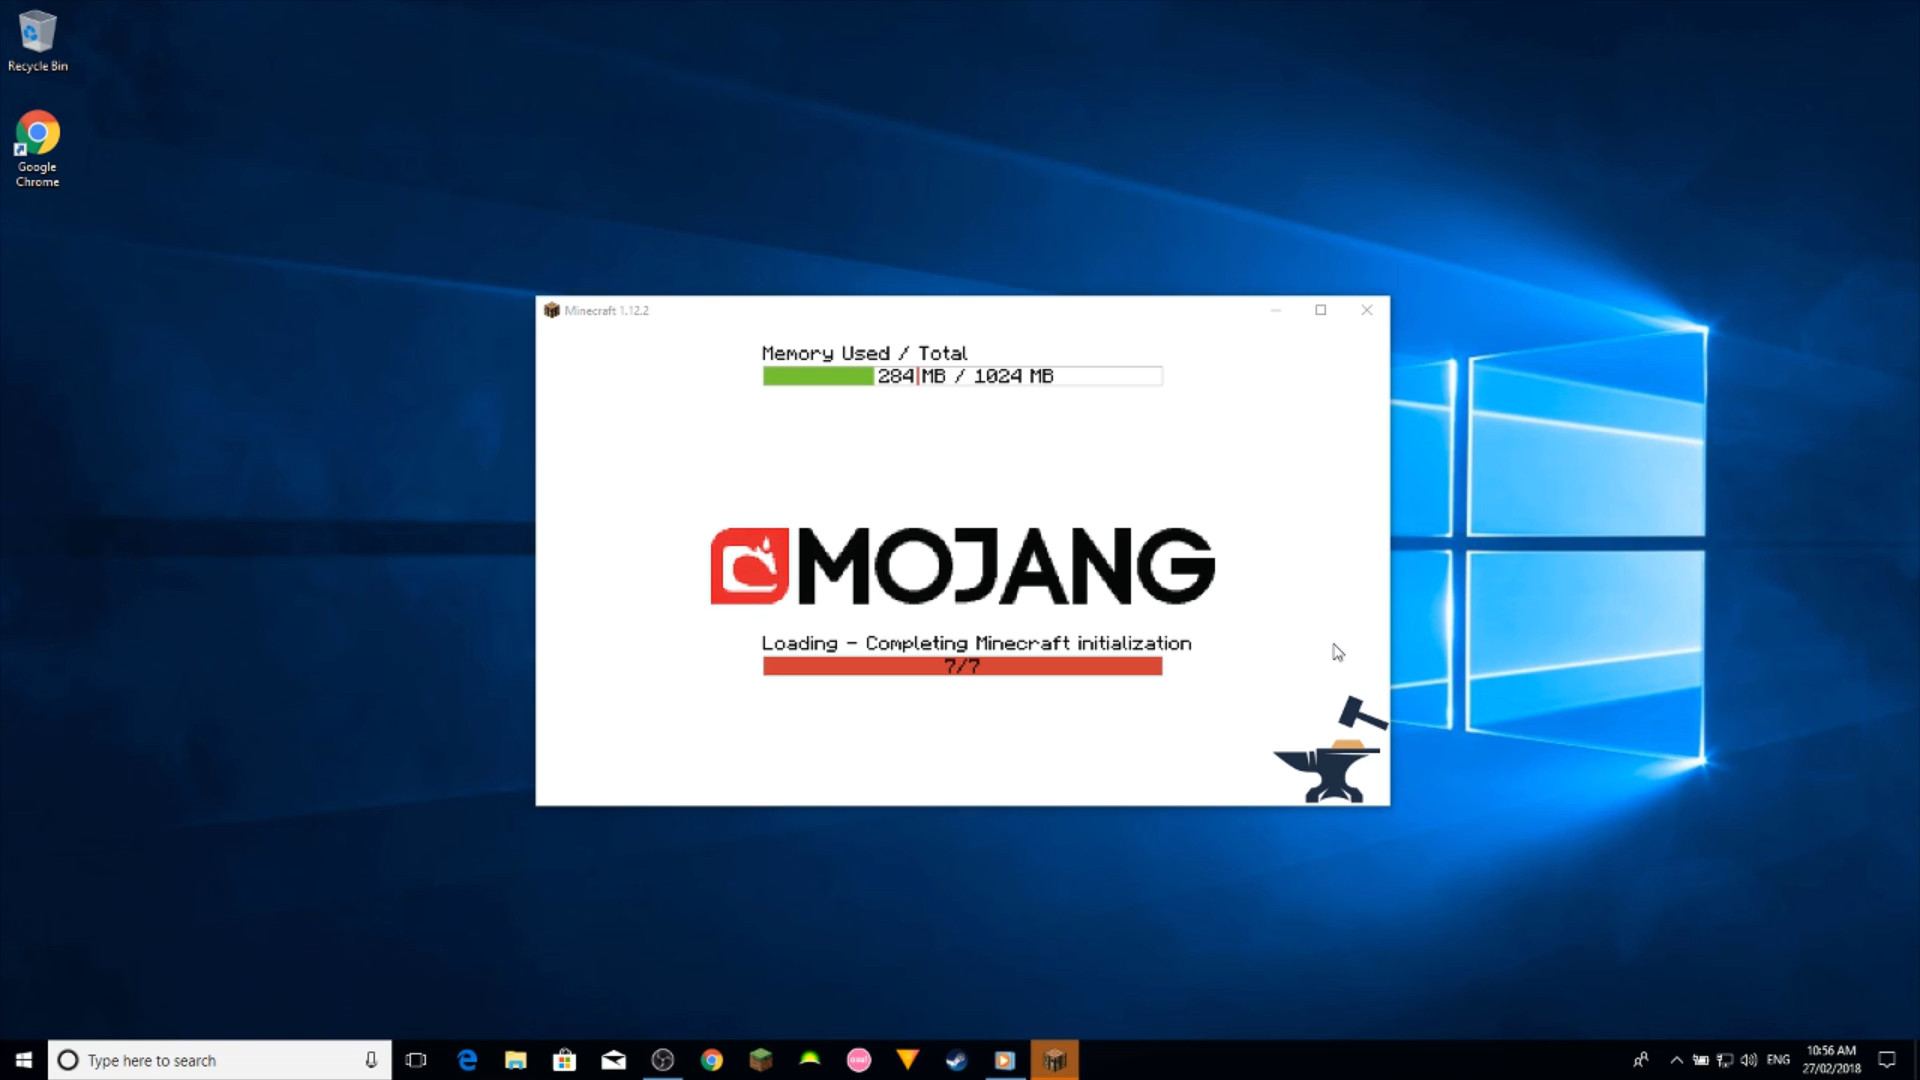 Recycle Bin
Google
Chrome
Minecraft 1.12.2
Memory Used / Total
284 MB / 1024 MB
MOJANG
Loading - Completing Minecraft initialization
7/7
Type here to search
osu!
ENG
10:56 AM
27/02/2018